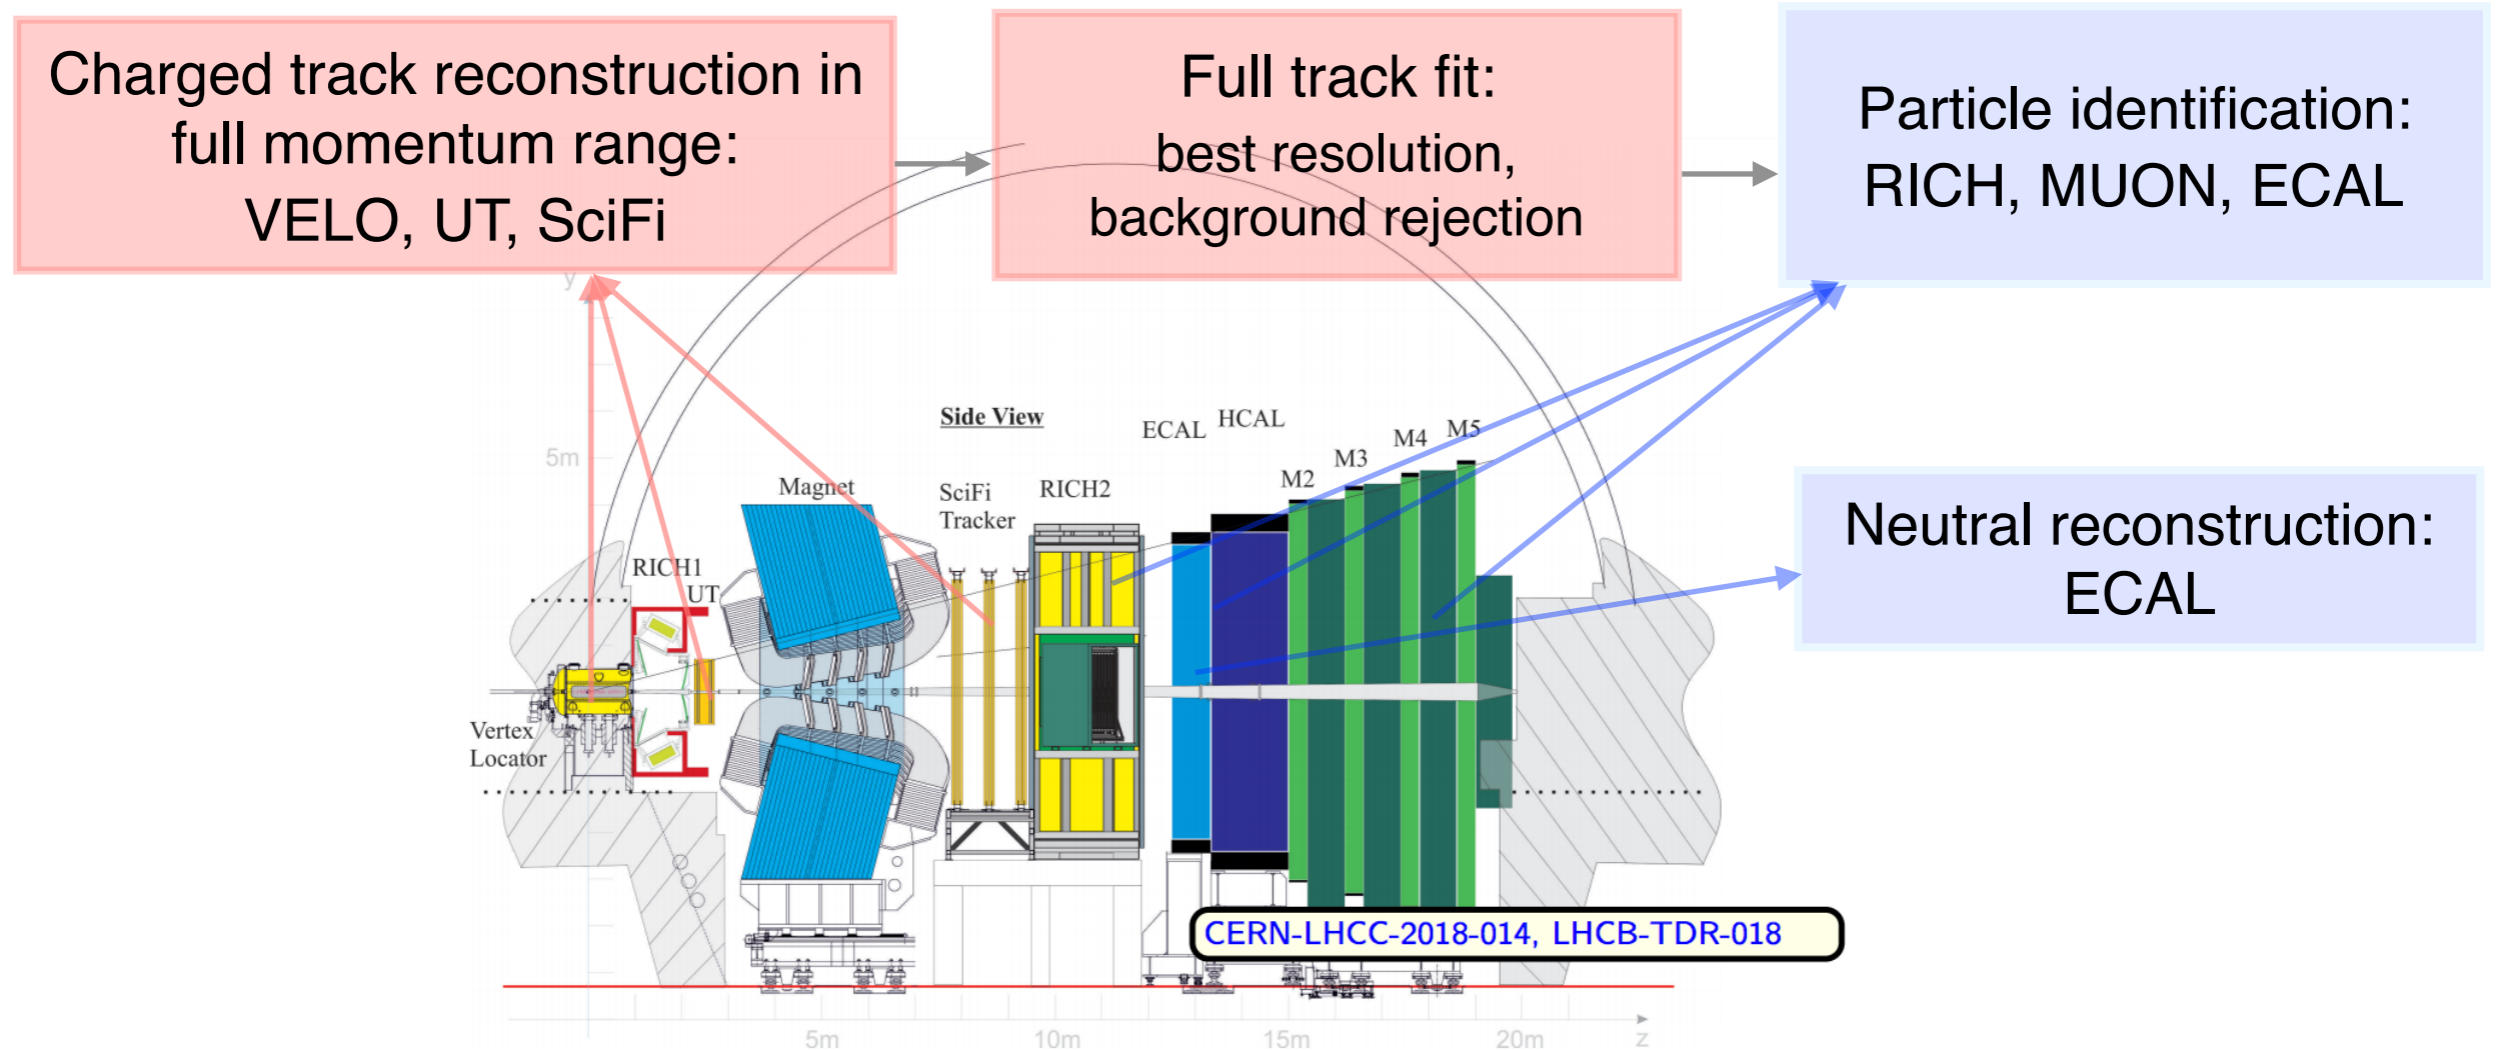 Charged track reconstruction in
full momentum range:
VELO, UT, SciFi
Full track fit:
best resolution,
background rejection
Particle identification:
RICH, MUON, ECAL
Neutral reconstruction:
ECAL
y
5m
Side View
ECAL
HCAL
M2
M3
M4
M5
Magnet
SciFi
Tracker
RICH2
RICH1
UT
Vertex
Locator
CERN-LHCC-2018-014, LHCB-TDR-018
5m
10m
15m
20m
z